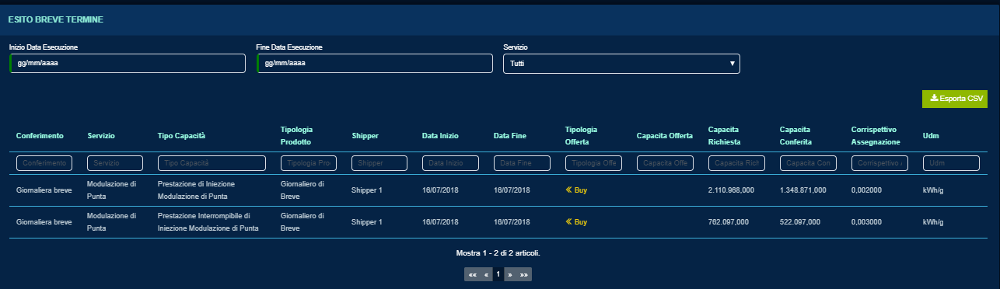 ESITO BREVE TERMINE
Inizio Data Esecuzione Fine Data Esecuzione Servizio
gg/mm/aaaa gg/mm/aaaa Tutti
Esporta CSV
Conferimento Servizio Tipo Capacità Tipologia Prodotto Shipper Data Inizio Data Fine Tipologia Offerta Capacita Offerta Capacita Richiesta Capacita Conferita Corrispettivo Assegnazione Udm
Conferimento Servizio Tipo Capacità Tipologia Pro Shipper Data Inizio Data Fine Tipologia Offe Capacita Offe Capacita Rich Capacita Con Corrispettivo Udm
Giornaliera breve Modulazione di Punta Prestazione di Iniezione Modulazione di Punta Giornaliero di Breve Shipper 1 16/07/2018 16/07/2018 « Buy 2.110.968,000 1.348.871,000 0,002000 kWh/g
Giornaliera breve Modulazione di Punta Prestazione Interrompibile di Iniezione Modulazione di Punta Giornaliero di Breve Shipper 1 16/07/2018 16/07/2018 « Buy 762.097,000 522.097,000 0,003000 kWh/g
Mostra 1 - 2 di 2 articoli.
«« « 1 » »»